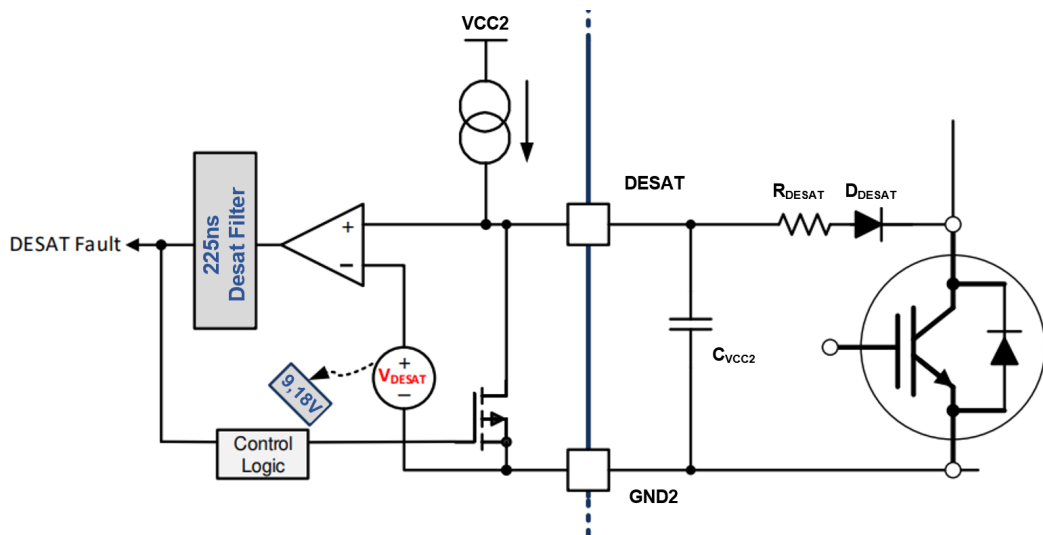 VCC2
DESAT
R_DESAT
D_DESAT
225ns
Desat Filter
+
DESAT Fault
−
+
V_DESAT
−
9,18V
C_VCC2
Control
Logic
GND2